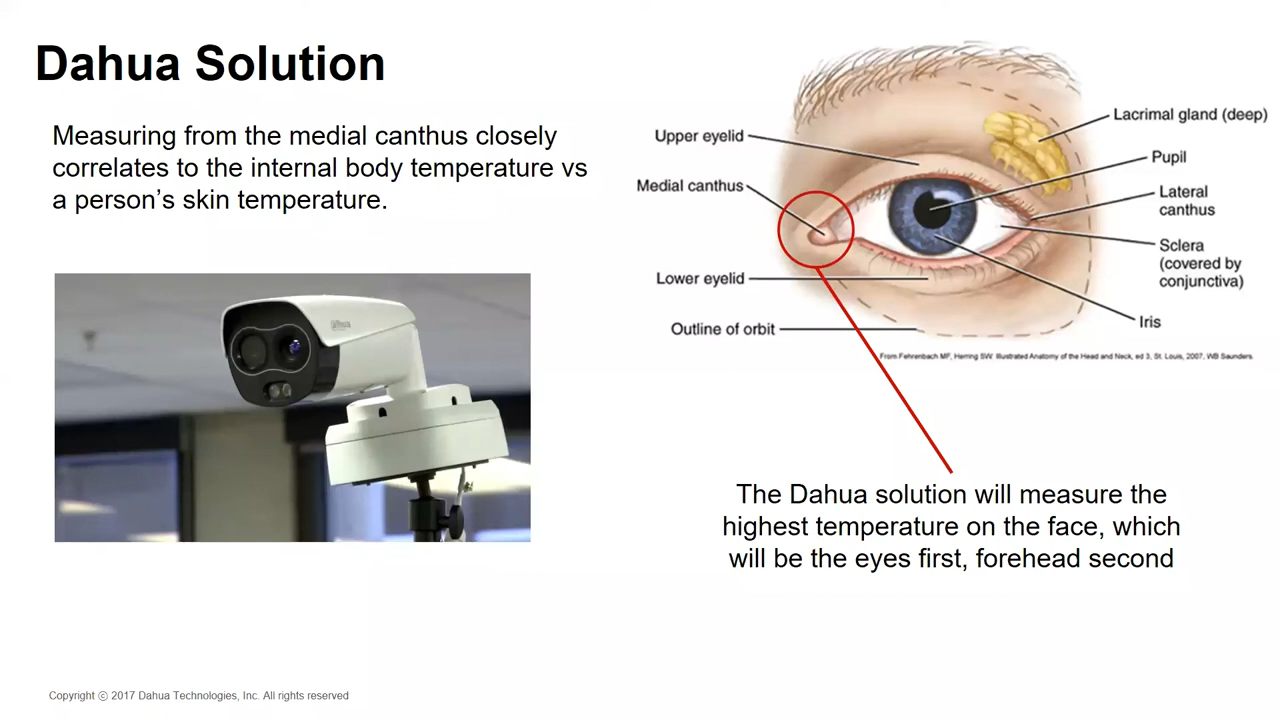 Dahua Solution
Measuring from the medial canthus closely
correlates to the internal body temperature vs
a person’s skin temperature.
alhua
Upper eyelid
Medial canthus
Lower eyelid
Outline of orbit
Lacrimal gland (deep)
Pupil
Lateral
canthus
Sclera
(covered by
conjunctiva)
Iris
From Fehrenbach MF, Herring SW: Illustrated Anatomy of the Head and Neck, ed 3, St. Louis, 2007, WB Saunders.
The Dahua solution will measure the
highest temperature on the face, which
will be the eyes first, forehead second
Copyright ⓒ 2017 Dahua Technologies, Inc. All rights reserved